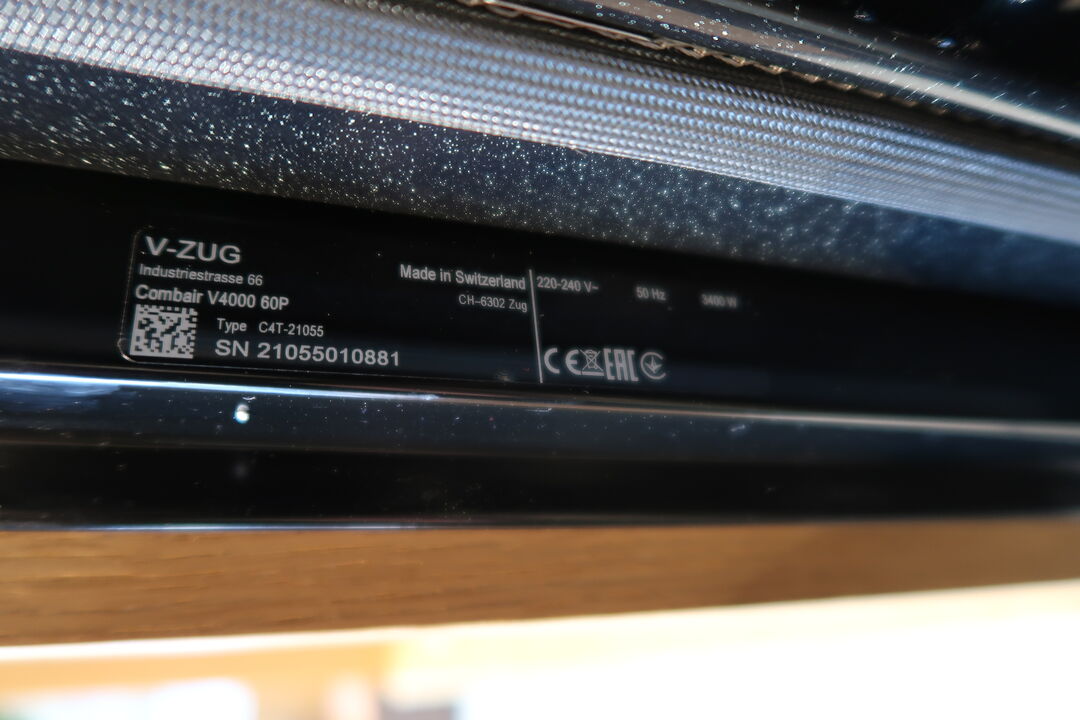 V-ZUG
Industriestrasse 66
Combair V4000 60P
Type C4T-21055
SN 21055010881
Made in Switzerland
CH-6302 Zug
220-240 V~ 50 Hz 3400 W
CE EAC